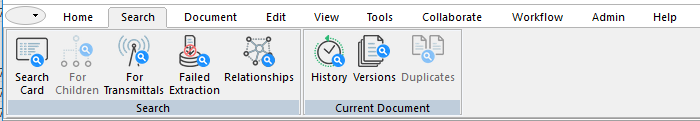 Home Search Document Edit View Tools Collaborate Workflow Admin Help
Search Card For Children For Transmittals Failed Extraction Relationships History Versions Duplicates
Search Current Document